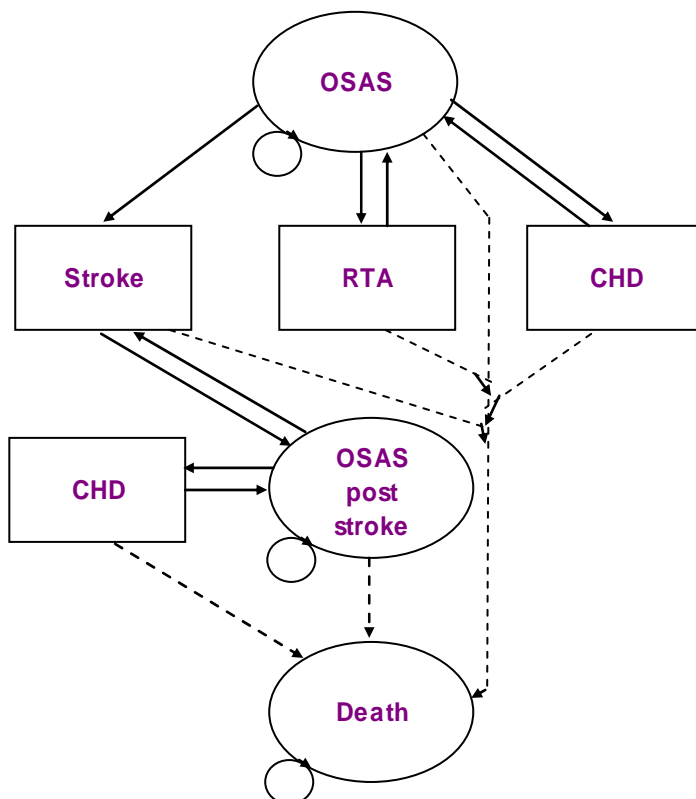 OSAS
Stroke
RTA
CHD
CHD
OSAS
post
stroke
Death